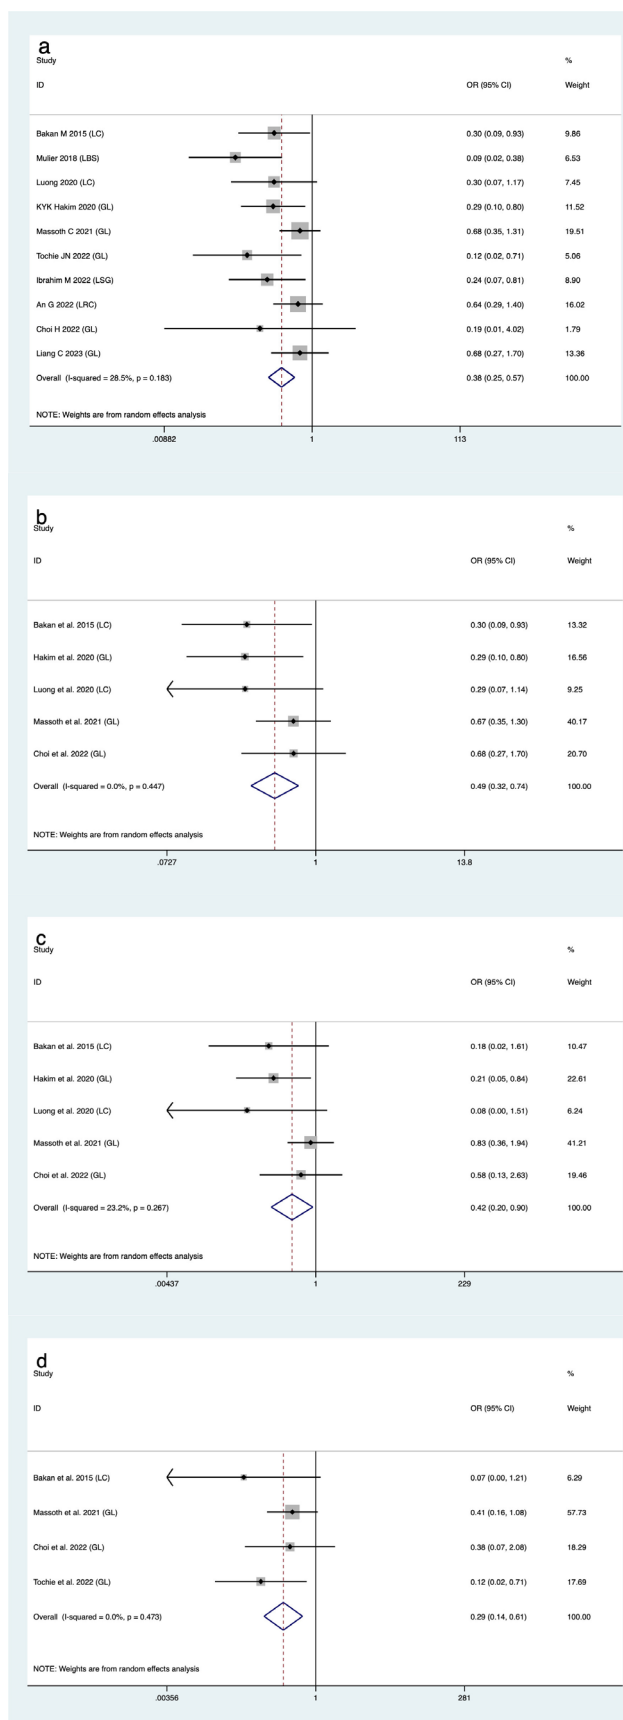 a
Study %
ID OR (95% CI) Weight
Bakan M 2015 (LC) 0.30 (0.09, 0.93) 9.86
Mulier 2018 (LBS) 0.09 (0.02, 0.38) 6.53
Luong 2020 (LC) 0.30 (0.07, 1.17) 7.45
KYK Hakim 2020 (GL) 0.29 (0.10, 0.80) 11.52
Massoth C 2021 (GL) 0.68 (0.35, 1.31) 19.51
Tochie JN 2022 (GL) 0.12 (0.02, 0.71) 5.06
Ibrahim M 2022 (LSG) 0.24 (0.07, 0.81) 8.90
An G 2022 (LRC) 0.64 (0.29, 1.40) 16.02
Choi H 2022 (GL) 0.19 (0.01, 4.02) 1.79
Liang C 2023 (GL) 0.68 (0.27, 1.70) 13.36
Overall (I-squared = 28.5%, p = 0.183) 0.38 (0.25, 0.57) 100.00
NOTE: Weights are from random effects analysis
.00882 1 113
b
Study %
ID OR (95% CI) Weight
Bakan et al. 2015 (LC) 0.30 (0.09, 0.93) 13.32
Hakim et al. 2020 (GL) 0.29 (0.10, 0.80) 16.56
Luong et al. 2020 (LC) 0.29 (0.07, 1.14) 9.25
Massoth et al. 2021 (GL) 0.67 (0.35, 1.30) 40.17
Choi et al. 2022 (GL) 0.68 (0.27, 1.70) 20.70
Overall (I-squared = 0.0%, p = 0.447) 0.49 (0.32, 0.74) 100.00
NOTE: Weights are from random effects analysis
.0727 1 13.8
c
Study %
ID OR (95% CI) Weight
Bakan et al. 2015 (LC) 0.18 (0.02, 1.61) 10.47
Hakim et al. 2020 (GL) 0.21 (0.05, 0.84) 22.61
Luong et al. 2020 (LC) 0.08 (0.00, 1.51) 6.24
Massoth et al. 2021 (GL) 0.83 (0.36, 1.94) 41.21
Choi et al. 2022 (GL) 0.58 (0.13, 2.63) 19.46
Overall (I-squared = 23.2%, p = 0.267) 0.42 (0.20, 0.90) 100.00
NOTE: Weights are from random effects analysis
.00437 1 229
d
Study %
ID OR (95% CI) Weight
Bakan et al. 2015 (LC) 0.07 (0.00, 1.21) 6.29
Massoth et al. 2021 (GL) 0.41 (0.16, 1.08) 57.73
Choi et al. 2022 (GL) 0.38 (0.07, 2.08) 18.29
Tochie et al. 2022 (GL) 0.12 (0.02, 0.71) 17.69
Overall (I-squared = 0.0%, p = 0.473) 0.29 (0.14, 0.61) 100.00
NOTE: Weights are from random effects analysis
.00356 1 281